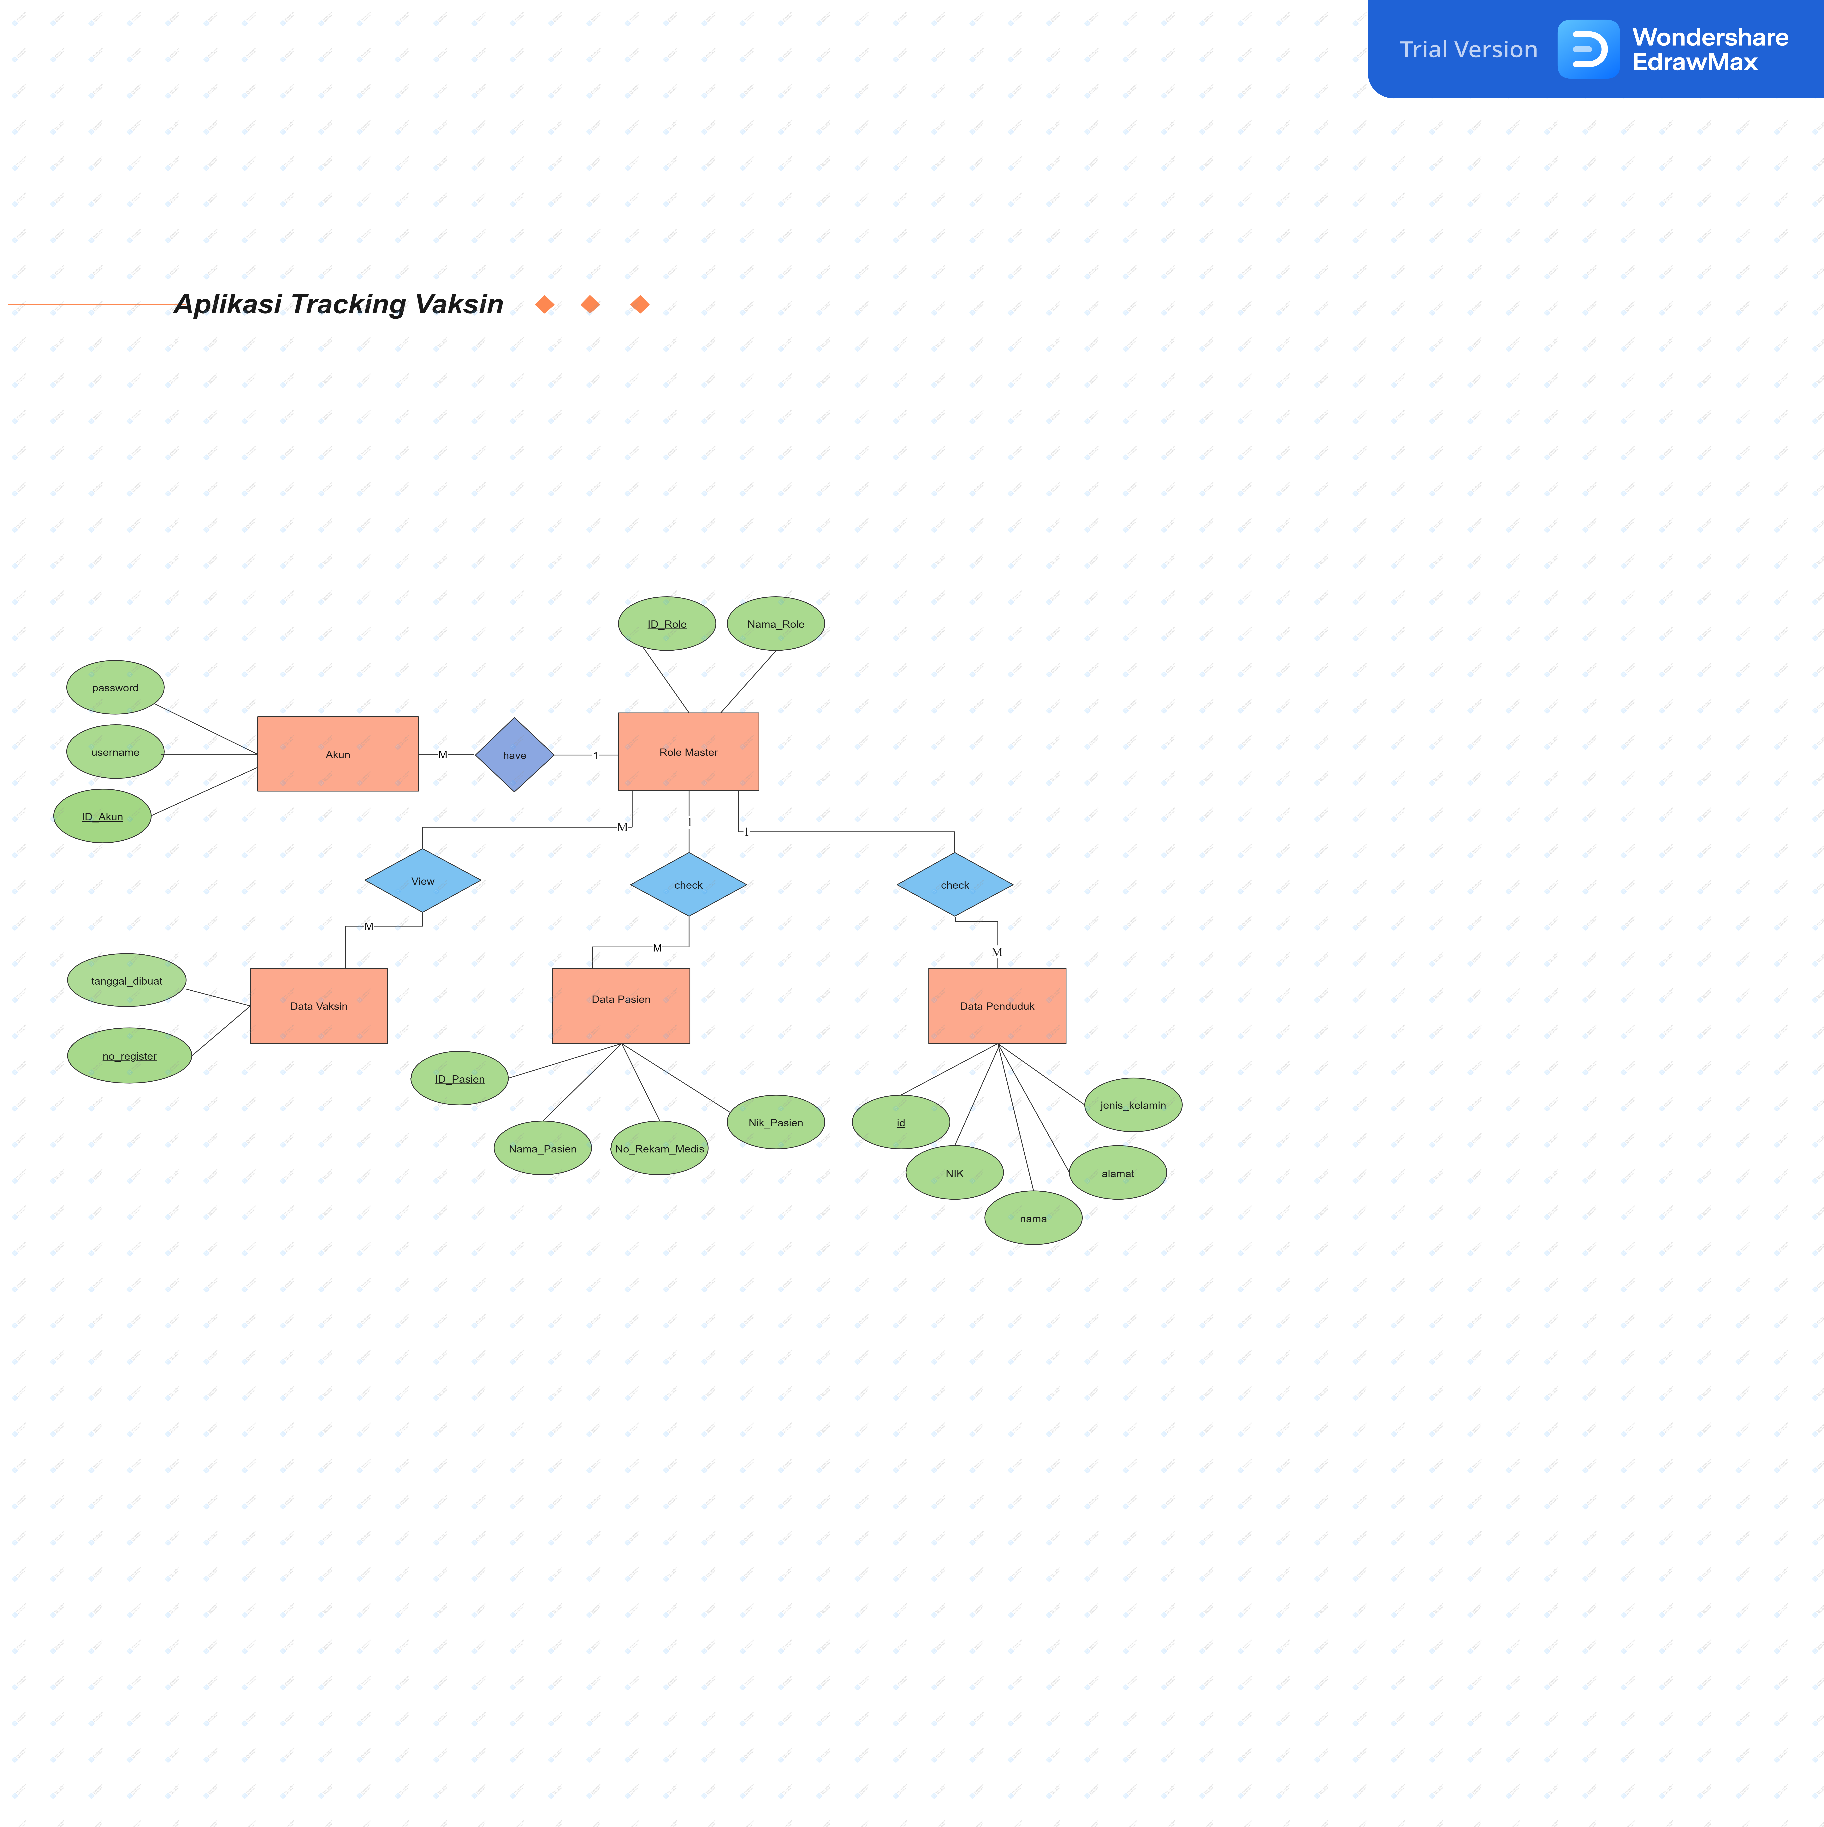 Trial Version
Wondershare
EdrawMax
Aplikasi Tracking Vaksin
ID_Role
Nama_Role
password
username
ID_Akun
Akun
M
have
1
Role Master
M
1
1
View
check
check
M
M
M
tanggal_dibuat
no_register
Data Vaksin
Data Pasien
Data Penduduk
ID_Pasien
Nama_Pasien
No_Rekam_Medis
Nik_Pasien
id
NIK
nama
alamat
jenis_kelamin